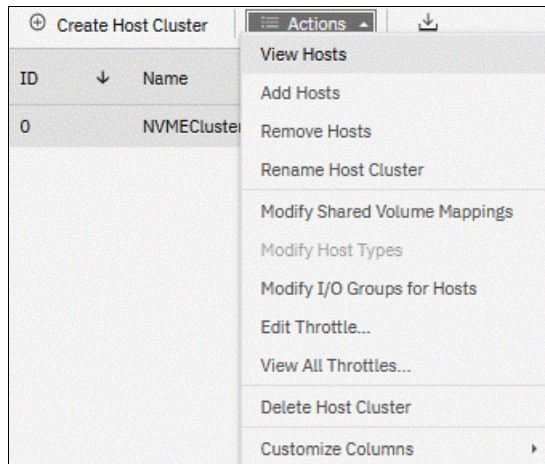 Create Host Cluster Actions
View Hosts
ID Name
Add Hosts
0 NVMECluster
Remove Hosts
Rename Host Cluster
Modify Shared Volume Mappings
Modify Host Types
Modify I/O Groups for Hosts
Edit Throttle...
View All Throttles...
Delete Host Cluster
Customize Columns